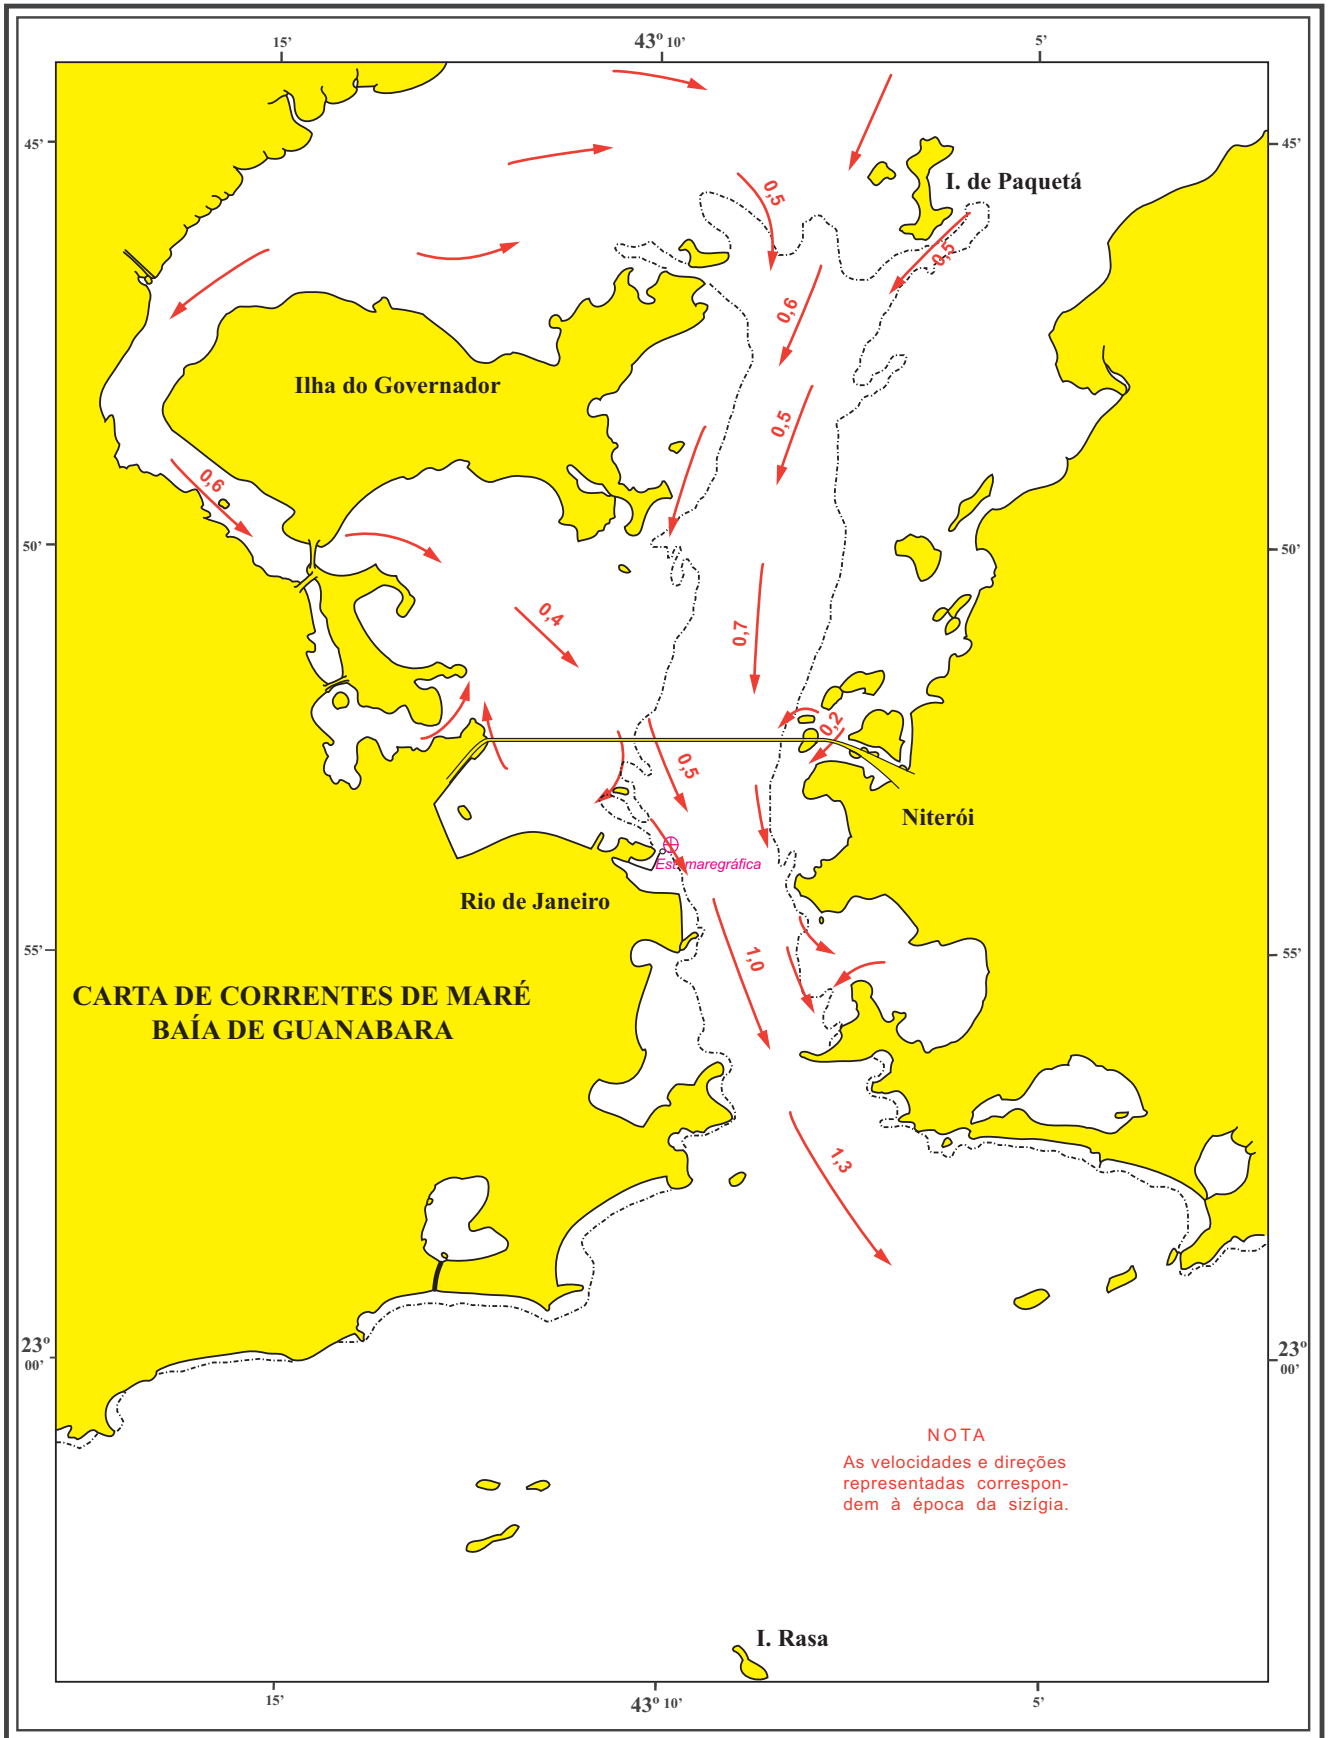 15'
43º 10'
5'
45'
45'
I. de Paquetá
0,5
0,5
0,6
Ilha do Governador
0,5
0,6
50'
50'
0,4
0,7
0,2
0,5
Niterói
Est. maregráfica
Rio de Janeiro
55'
1,0
55'
CARTA DE CORRENTES DE MARÉ
BAÍA DE GUANABARA
1,3
23º
00'
23º
00'
NOTA
As velocidades e direções
representadas correspon-
dem à época da sizígia.
I. Rasa
15'
43º 10'
5'